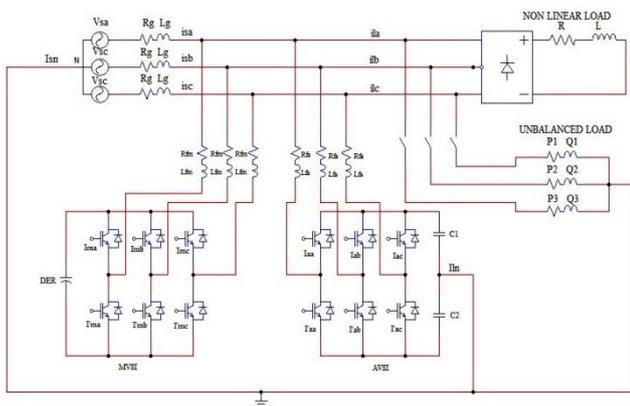 Vsa
Rg Lg
isa
ila
NON LINEAR LOAD
R
L
Isn
N
Vsc
Rg Lg
isb
ilb
Vsc
Rg Lg
isc
ilc
UNBALANCED LOAD
P1 Q1
P2 Q2
P3 Q3
Rfm Rfm Rfm
Lfm Lfm Lfm
Rfa Rfa Rfa
Lfa Lfa Lfa
DER
Ima Imb Imc
I'ma I'mb I'mc
Iaa Iab Iac
I'aa I'ab I'ac
C1
Iln
C2